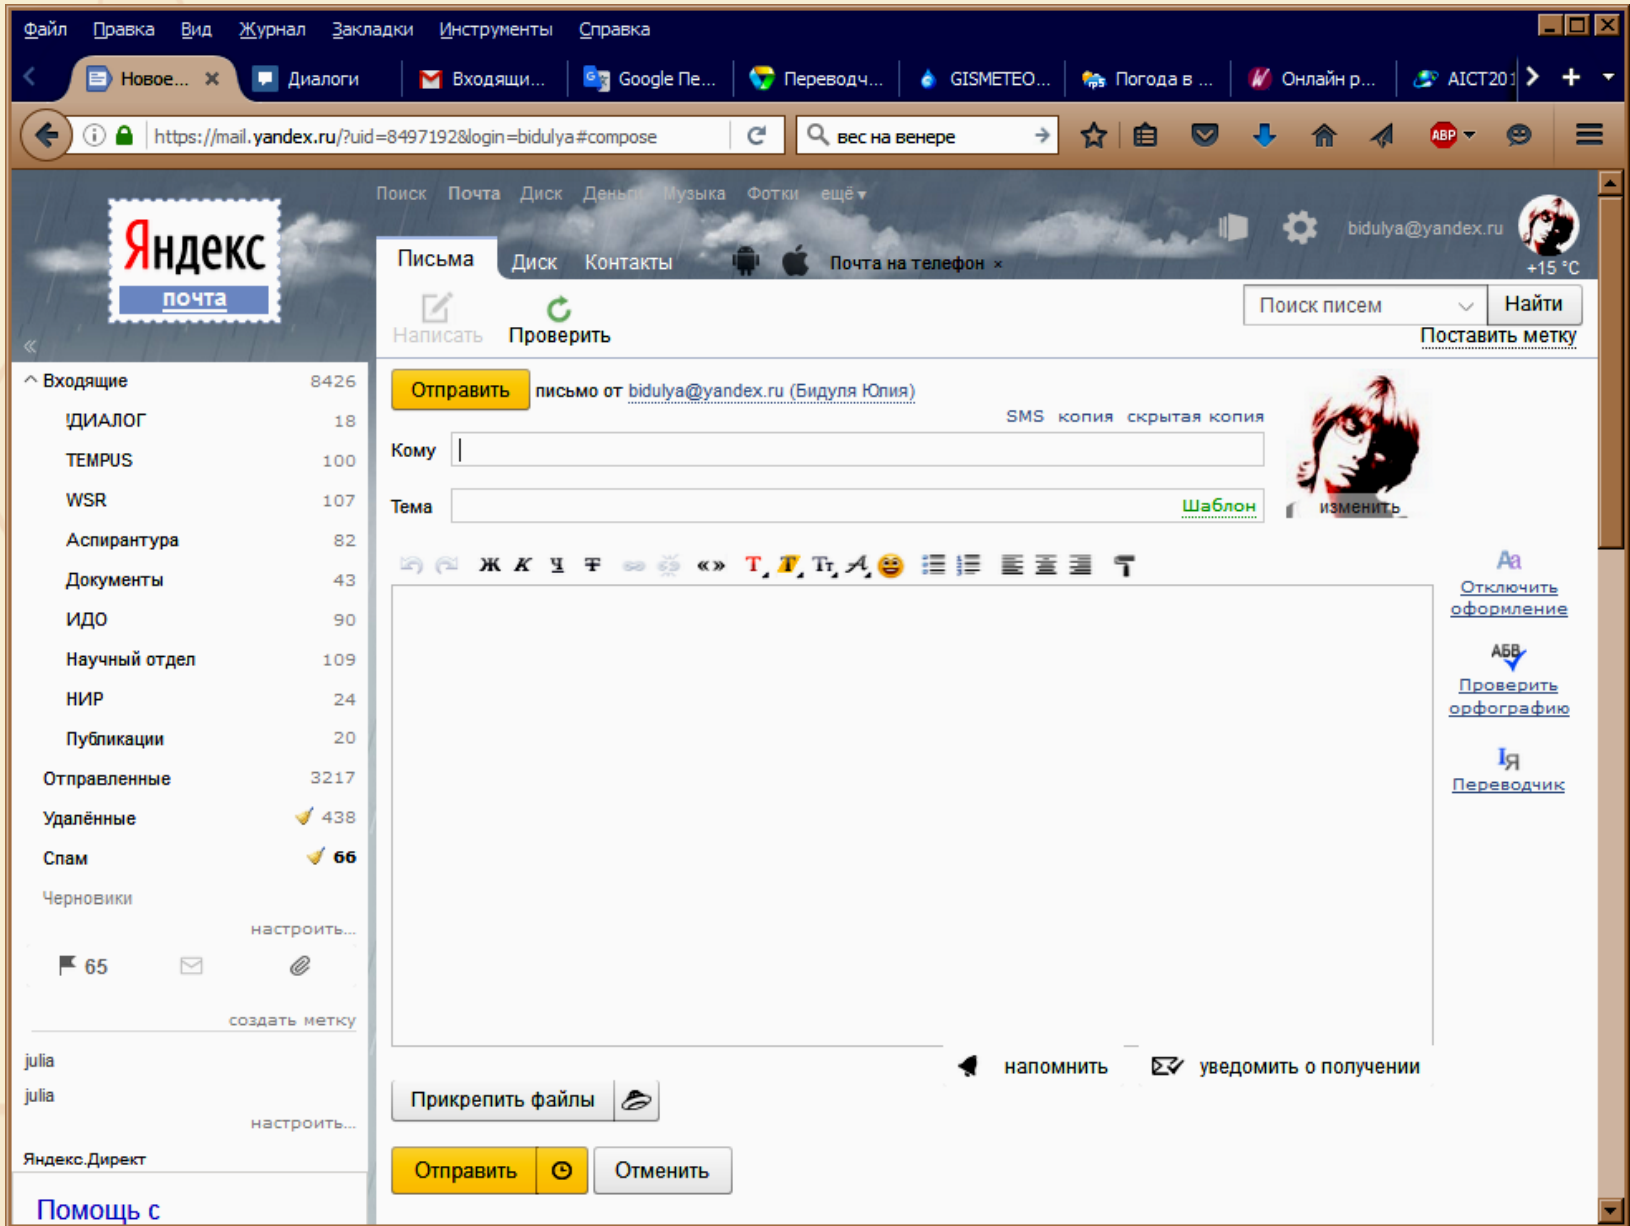 Файл Правка Вид Журнал Закладки Инструменты Справка
Новое... Диалоги Входящи... Google Пе... Переводч... GISMETEO... Погода в ... Онлайн р... AICT201
https://mail.yandex.ru/?uid=8497192&login=bidulya#compose вес на венере ABP
Поиск Почта Диск Деньги Музыка Фотки ещё
Яндекс
почта
Письма Диск Контакты Почта на телефон ×
bidulya@yandex.ru
+15 °C
Написать Проверить
Поиск писем Найти
Поставить метку
Входящие 8426
!ДИАЛОГ 18
TEMPUS 100
WSR 107
Аспирантура 82
Документы 43
ИДО 90
Научный отдел 109
НИР 24
Публикации 20
Отправленные 3217
Удалённые 438
Спам 66
Черновики
настроить...
65
создать метку
julia
julia
настроить...
Яндекс.Директ
Помощь с
Отправить письмо от bidulya@yandex.ru (Бидуля Юлия)
SMS копия скрытая копия
Кому
Тема Шаблон
изменить
Ж К Ч Т «» Т Т Тт А
Аа
Отключить
оформление
АБВ
Проверить
орфографию
Iя
Переводчик
напомнить уведомить о получении
Прикрепить файлы
Отправить Отменить